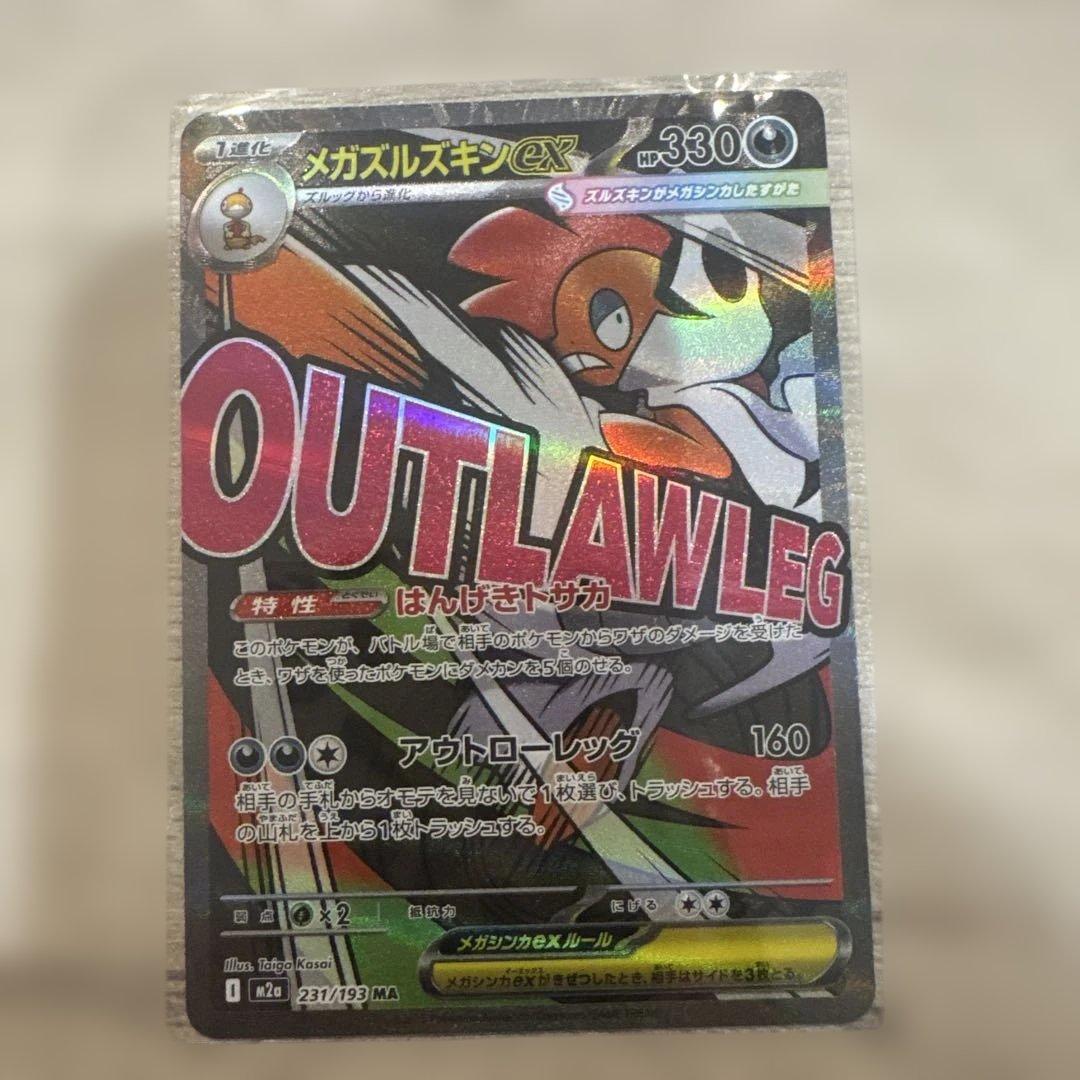 1進化
メガズルズキンex
HP330
ズルッグから進化
ズルズキンがメガシンカしたすがた
OUTLAW LEG
特性 とくせい はんげきトサカ
このポケモンが、バトル場で相手のポケモンからワザのダメージを受けた
とき、ワザを使ったポケモンにダメカンを5個のせる。
アウトローレッグ 160
相手の手札からオモテを見ないで1枚選び、トラッシュする。相手
の山札を上から1枚トラッシュする。
弱点 ×2 抵抗力 にげる
メガシンカexルール
メガシンカexがきぜつしたとき、相手はサイドを3枚とる。
Illus. Taiga Kasai
I m2a 231/193 MA